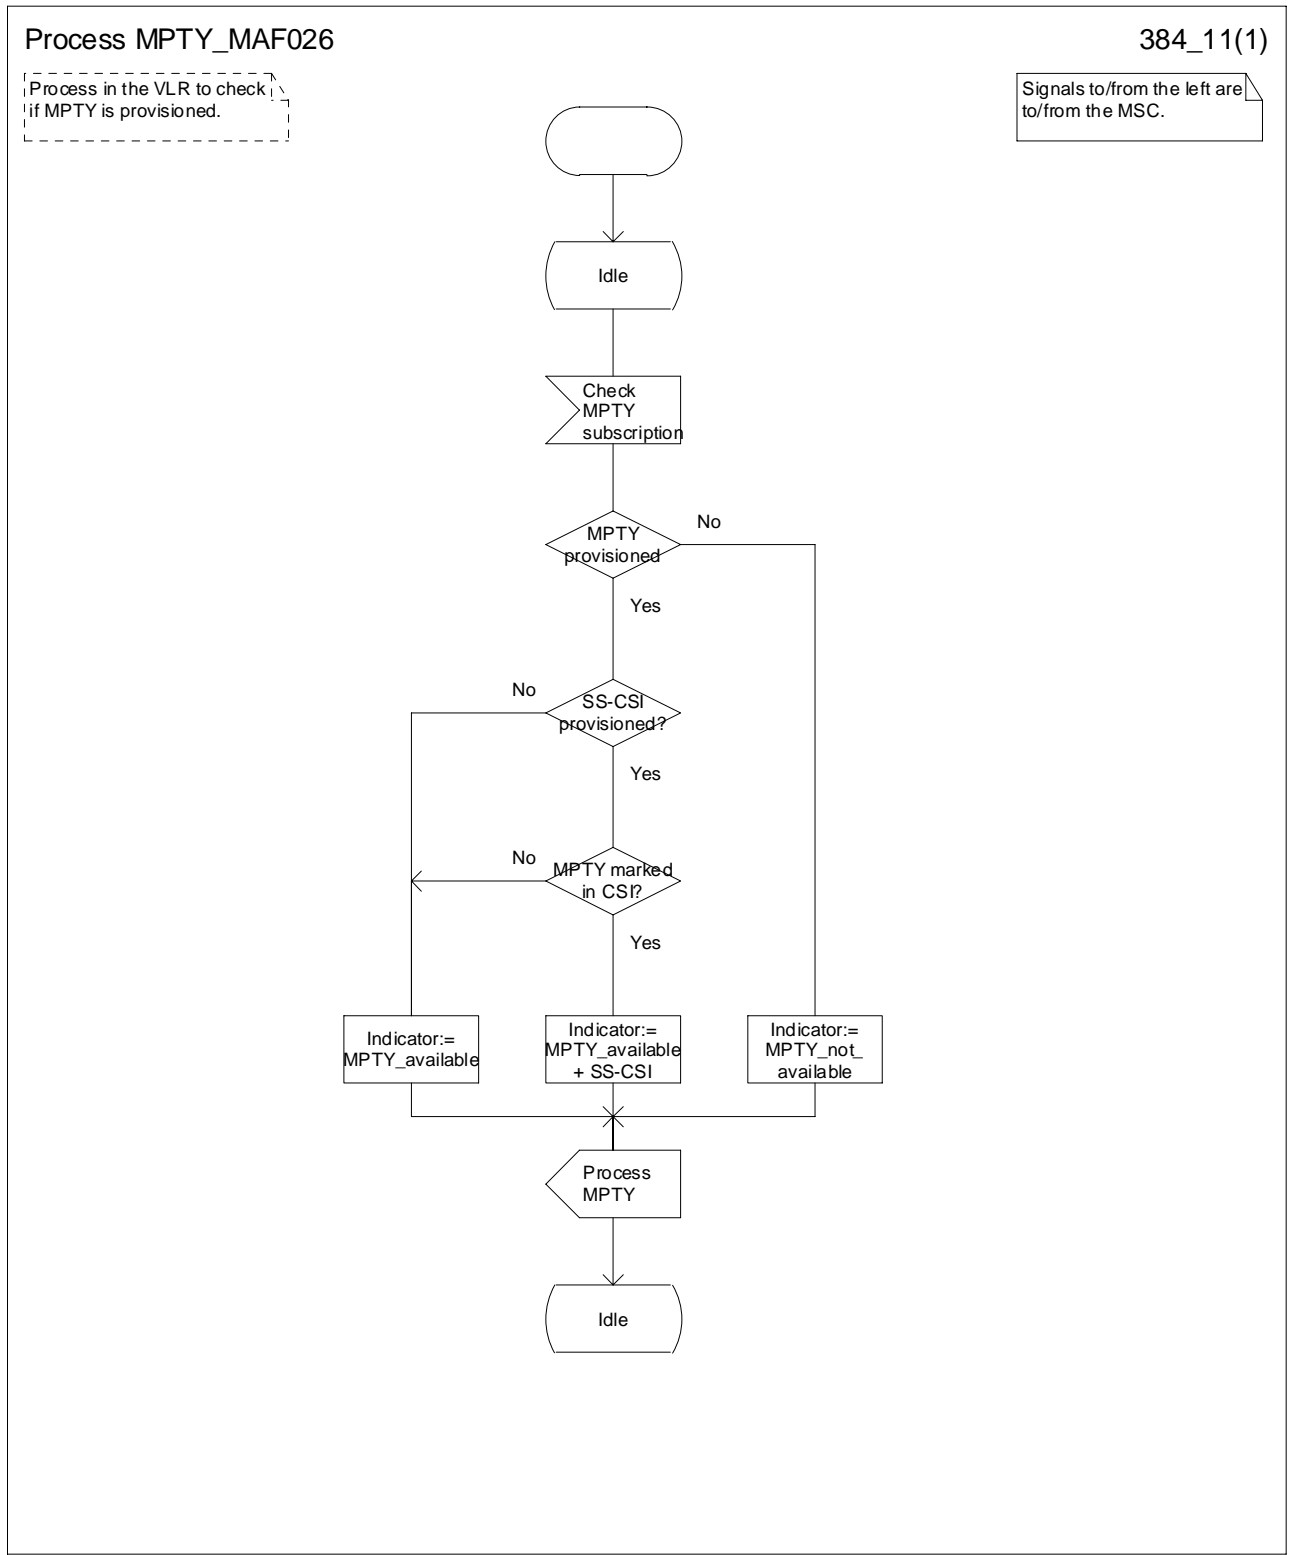 Process MPTY_MAF026
384_11(1)
Process in the VLR to check
if MPTY is provisioned.
Signals to/from the left are
to/from the MSC.
Idle
Check
MPTY
subscription
MPTY
provisioned
No
Yes
No
SS-CSI
provisioned?
Yes
No
MPTY marked
in CSI?
Yes
Indicator:=
MPTY_available
Indicator:=
MPTY_available
+ SS-CSI
Indicator:=
MPTY_not_
available
Process
MPTY
Idle